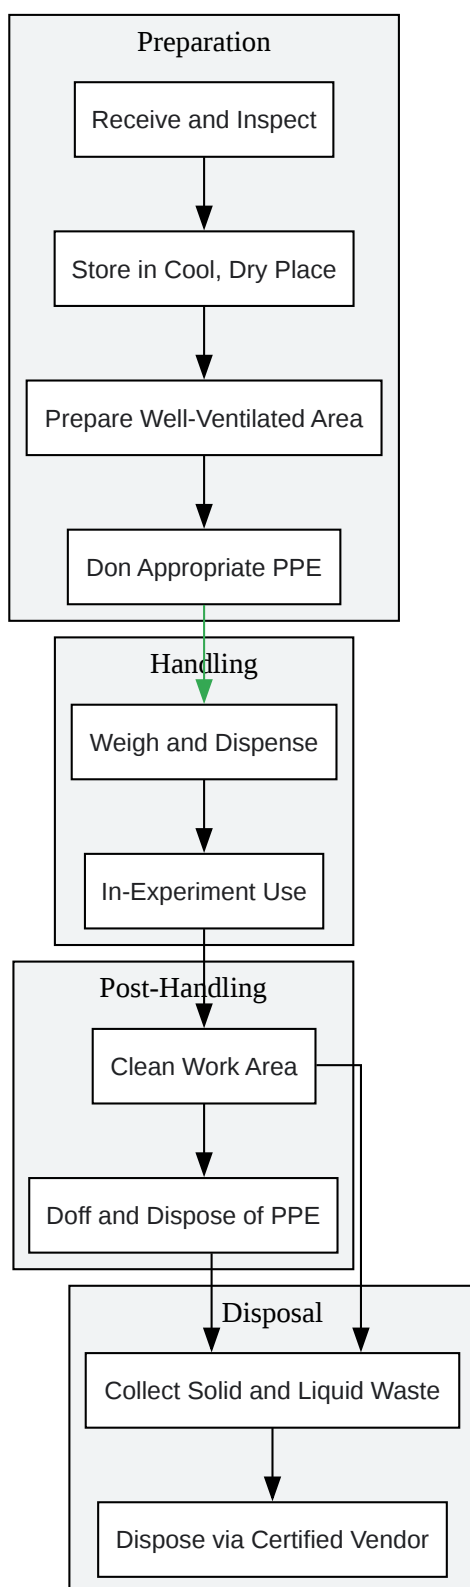 Preparation
Receive and Inspect
Store in Cool, Dry Place
Prepare Well-Ventilated Area
Don Appropriate PPE
Handling
Weigh and Dispense
In-Experiment Use
Post-Handling
Clean Work Area
Doff and Dispose of PPE
Disposal
Collect Solid and Liquid Waste
Dispose via Certified Vendor